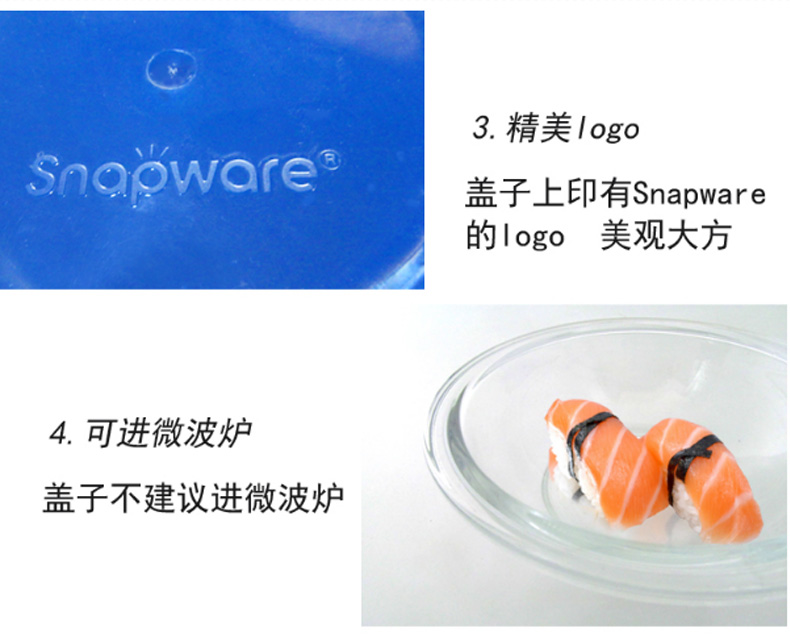 Snapware®
3.精美logo
盖子上印有Snapware
的logo 美观大方
4.可进微波炉
盖子不建议进微波炉